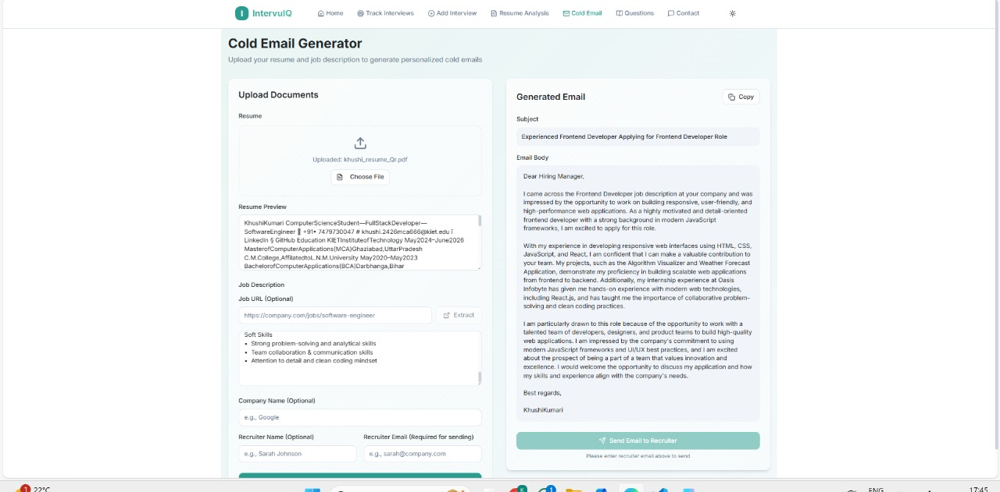 I IntervuIQ
Home
Track Interviews
Add Interview
Resume Analysis
Cold Email
Questions
Contact
Cold Email Generator
Upload your resume and job description to generate personalized cold emails
Upload Documents
Resume
Uploaded: khushi_resume_Qr.pdf
Choose File
Resume Preview
KhushiKumari ComputerScienceStudent—FullStackDeveloper—
SoftwareEngineer +91• 7479730047 # khushi.2426mca666@kiet.edu ï
LinkedIn § GitHub Education KIETInstituteofTechnology May2024–June2026
MasterofComputerApplications(MCA)Ghaziabad,UttarPradesh
C.M.College,AffiliatedtoL.N.M.University May2020–May2023
BachelorofComputerApplications(BCA)Darbhanga,Bihar
Job Description
Job URL (Optional)
https://company.com/jobs/software-engineer
Extract
Soft Skills
• Strong problem-solving and analytical skills
• Team collaboration & communication skills
• Attention to detail and clean coding mindset
Company Name (Optional)
e.g., Google
Recruiter Name (Optional)
e.g., Sarah Johnson
Recruiter Email (Required for sending)
e.g., sarah@company.com
Generated Email
Copy
Subject
Experienced Frontend Developer Applying for Frontend Developer Role
Email Body
Dear Hiring Manager,
I came across the Frontend Developer job description at your company and was
impressed by the opportunity to work on building responsive, user-friendly, and
high-performance web applications. As a highly motivated and detail-oriented
frontend developer with a strong background in modern JavaScript
frameworks, I am excited to apply for this role.
With my experience in developing responsive web interfaces using HTML, CSS,
JavaScript, and React, I am confident that I can make a valuable contribution to
your team. My projects, such as the Algorithm Visualizer and Weather Forecast
Application, demonstrate my proficiency in building scalable web applications
from frontend to backend. Additionally, my internship experience at Oasis
Infobyte has given me hands-on experience with modern web technologies,
including React.js, and has taught me the importance of collaborative problem-
solving and clean coding practices.
I am particularly drawn to this role because of the opportunity to work with a
talented team of developers, designers, and product teams to build high-quality
web applications. I am impressed by the company's commitment to using
modern JavaScript frameworks and UI/UX best practices, and I am excited
about the prospect of being a part of a team that values innovation and
excellence. I would welcome the opportunity to discuss my application and how
my skills and experience align with the company's needs.
Best regards,
KhushiKumari
Send Email to Recruiter
Please enter recruiter email above to send
1
22°C
K
1
ENG
17:45